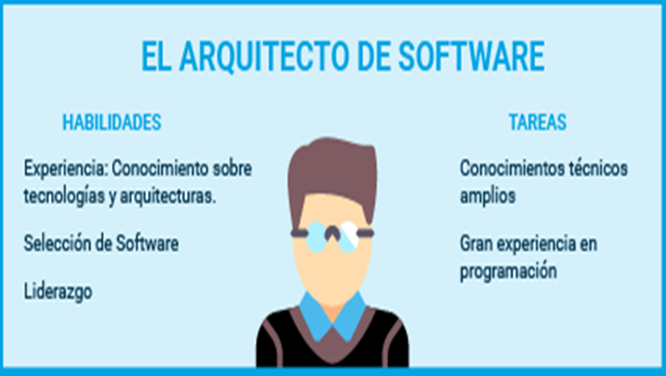 EL ARQUITECTO DE SOFTWARE
HABILIDADES
Experiencia: Conocimiento sobre
tecnologías y arquitecturas.
Selección de Software
Liderazgo
TAREAS
Conocimientos técnicos
amplios
Gran experiencia en
programación